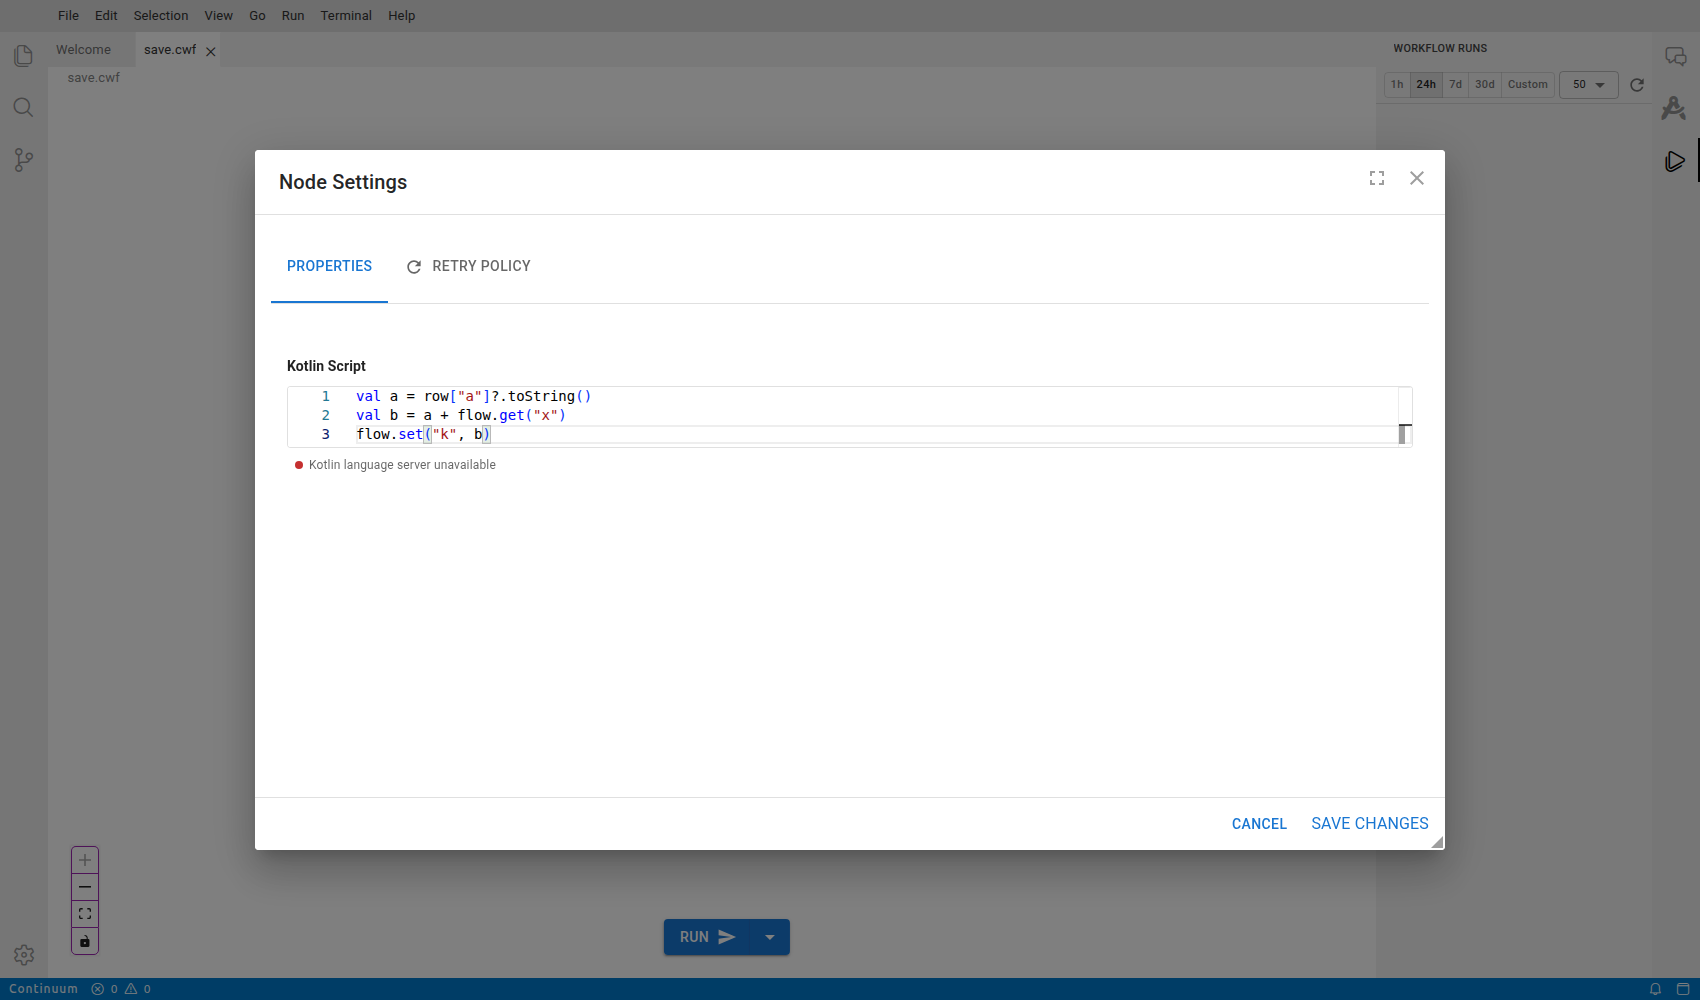 File Edit Selection View Go Run Terminal Help
Welcome save.cwf
save.cwf
WORKFLOW RUNS
1h 24h 7d 30d Custom 50
Node Settings
PROPERTIES RETRY POLICY
Kotlin Script
1 val a = row["a"]?.toString()
2 val b = a + flow.get("x")
3 flow.set("k", b)
Kotlin language server unavailable
CANCEL SAVE CHANGES
RUN
Continuum 0 0